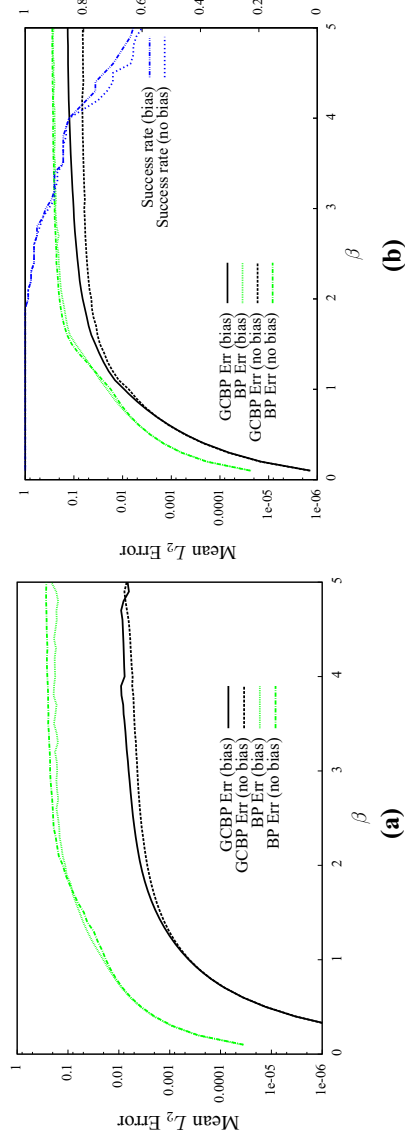 1
0.1
0.01
0.001
0.0001
1e-05
1e-06
Mean L₂ Error
0
1
2
3
4
5
β
GCBP Err (bias)
GCBP Err (no bias)
BP Err (bias)
BP Err (no bias)
(a)
1
0.1
0.01
0.001
0.0001
1e-05
1e-06
Mean L₂ Error
0
1
2
3
4
5
β
1
0.8
0.6
0.4
0.2
0
GCBP Err (bias)
BP Err (bias)
GCBP Err (no bias)
BP Err (no bias)
Success rate (bias)
Success rate (no bias)
(b)